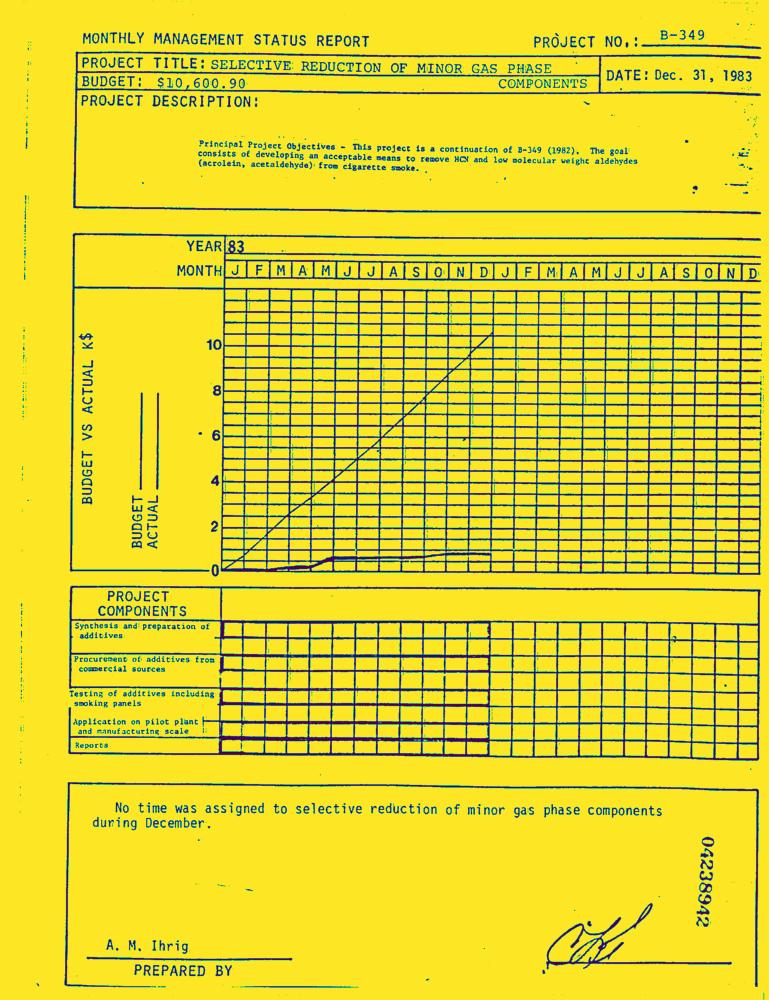 MONTHLY MANAGEMENT STATUS REPORT PROJECT NO.: B-349
PROJECT TITLE: SELECTIVE REDUCTION OF MINOR GAS PHASE
COMPONENTS
BUDGET: $10,600.90
DATE: Dec. 31, 1983
PROJECT DESCRIPTION:
Principal Project Objectives - This project is a continuation of B-349 (1982). The goal
consists of developing an acceptable means to remove HCN and low molecular weight aldehydes
(acrolein, acetaldehyde) from cigarette smoke.
YEAR 83
MONTH J F M A M J J A S O N D J F M A M J J A S O N D
BUDGET VS ACTUAL K$
BUDGET
ACTUAL
10
8
6
4
2
0
PROJECT
COMPONENTS
Synthesis and preparation of
additives
Procurement of additives from
commercial sources
Testing of additives including
smoking panels
Application on pilot plant
and manufacturing scale
Reports
No time was assigned to selective reduction of minor gas phase components
during December.
04238942
A. M. Ihrig
PREPARED BY